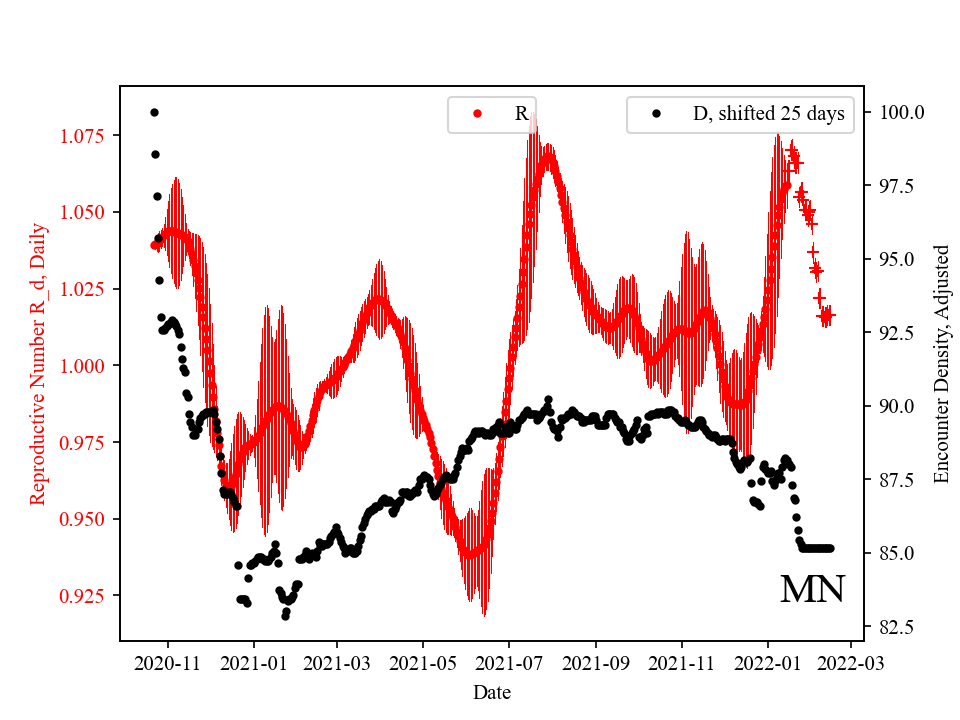 R
D, shifted 25 days
1.075
1.050
1.025
1.000
0.975
0.950
0.925
Reproductive Number R_d, Daily
100.0
97.5
95.0
92.5
90.0
87.5
85.0
82.5
Encounter Density, Adjusted
MN
2020-11 2021-01 2021-03 2021-05 2021-07 2021-09 2021-11 2022-01 2022-03
Date